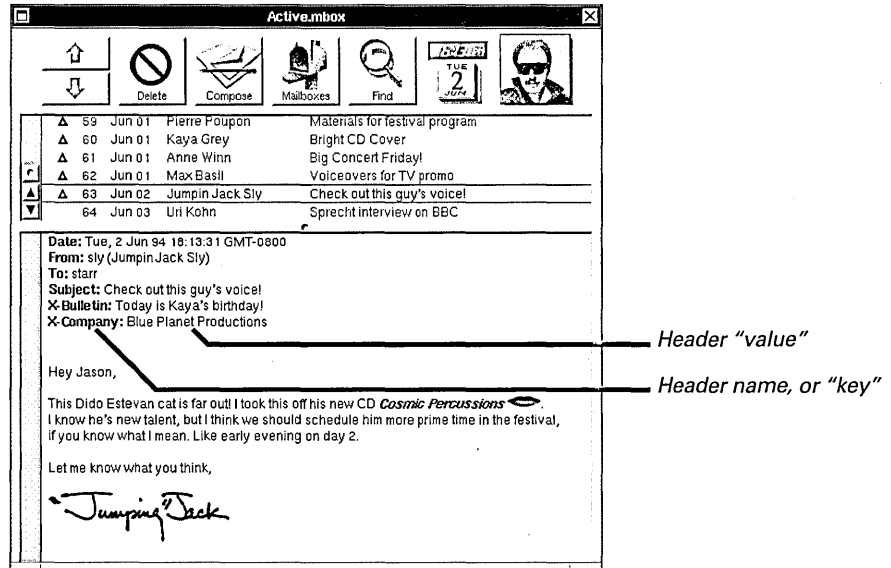 Active.mbox
Delete
Compose
Mailboxes
Find
TUE
2
JUN
59 Jun 01 Pierre Poupon Materials for festival program
60 Jun 01 Kaya Grey Bright CD Cover
61 Jun 01 Anne Winn Big Concert Friday!
62 Jun 01 Max Basil Voiceovers for TV promo
63 Jun 02 Jumpin Jack Sly Check out this guy's voice!
64 Jun 03 Uri Kohn Sprecht interview on BBC
Date: Tue, 2 Jun 94 18:13:31 GMT-0800
From: sly (Jumpin Jack Sly)
To: starr
Subject: Check out this guy's voice!
X-Bulletin: Today is Kaya's birthday!
X-Company: Blue Planet Productions
Header "value"
Header name, or "key"
Hey Jason,
This Dido Estevan cat is far out! I took this off his new CD Cosmic Percussions .
I know he's new talent, but I think we should schedule him more prime time in the festival,
if you know what I mean. Like early evening on day 2.
Let me know what you think,
"Jumping" Jack